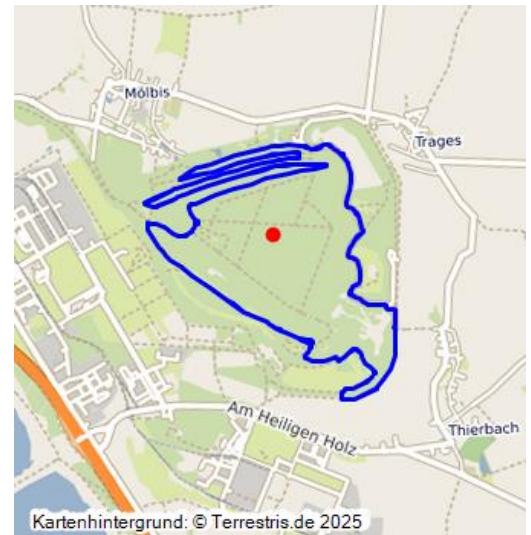 Mölbis
Trages
Am Heiligen Holz
Thierbach
Kartenhintergrund: © Terrestris.de 2025